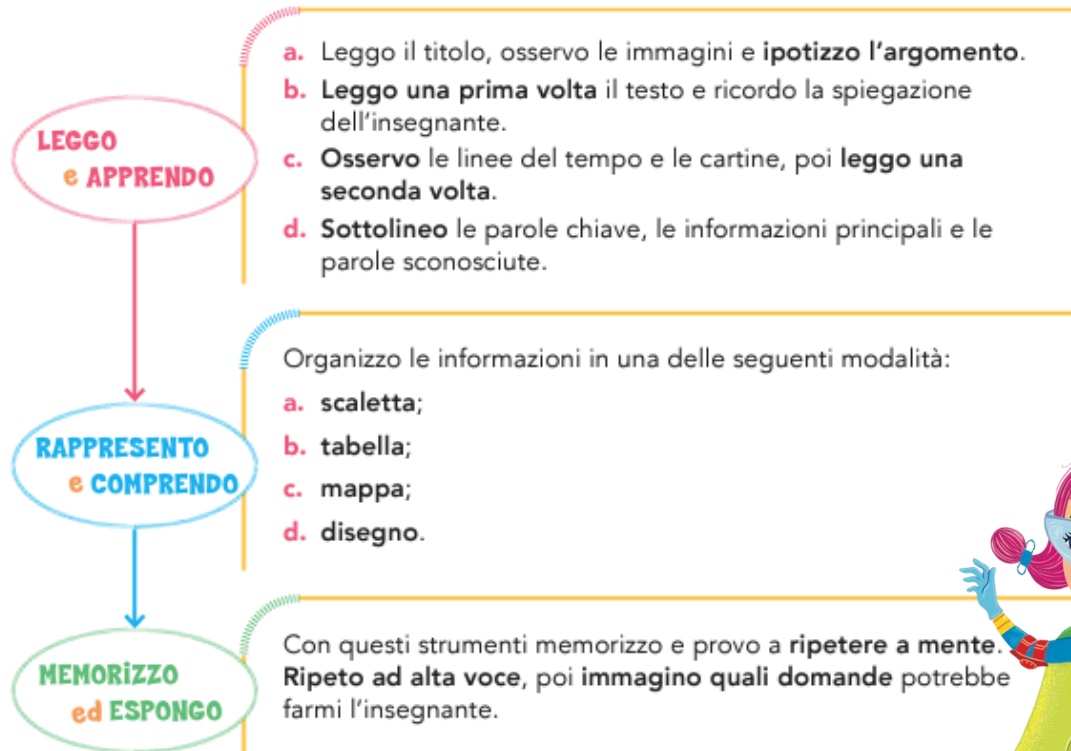 LEGGO
e APPRENDO
a. Leggo il titolo, osservo le immagini e ipotizzo l'argomento.
b. Leggo una prima volta il testo e ricordo la spiegazione
dell'insegnante.
c. Osservo le linee del tempo e le cartine, poi leggo una
seconda volta.
d. Sottolineo le parole chiave, le informazioni principali e le
parole sconosciute.
RAPPRESENTO
e COMPRENDO
Organizzo le informazioni in una delle seguenti modalità:
a. scaletta;
b. tabella;
c. mappa;
d. disegno.
MEMORIZZO
ed ESPONGO
Con questi strumenti memorizzo e provo a ripetere a mente.
Ripeto ad alta voce, poi immagino quali domande potrebbe
farmi l'insegnante.